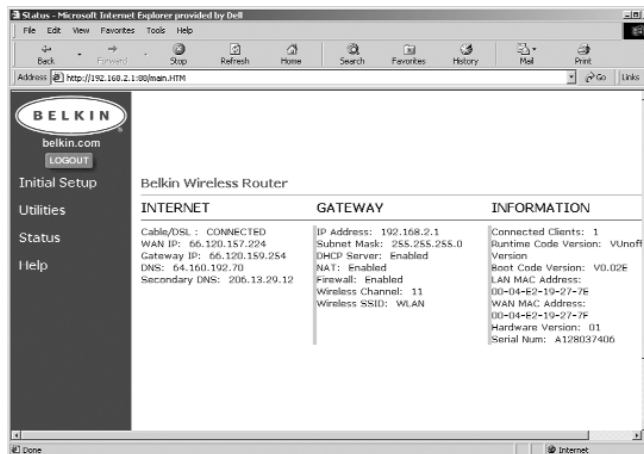 Status - Microsoft Internet Explorer provided by Dell
File Edit View Favorites Tools Help
Back Forward Stop Refresh Home Search Favorites History Mail Print
Address http://192.168.2.1:88/main.HTM Go Links
BELKIN
belkin.com
LOGOUT
Initial Setup
Utilities
Status
Help
Belkin Wireless Router
INTERNET
Cable/DSL : CONNECTED
WAN IP: 66.120.157.224
Gateway IP: 66.120.159.254
DNS: 64.160.192.70
Secondary DNS: 206.13.29.12
GATEWAY
IP Address: 192.168.2.1
Subnet Mask: 255.255.255.0
DHCP Server: Enabled
NAT: Enabled
Firewall: Enabled
Wireless Channel: 11
Wireless SSID: WLAN
INFORMATION
Connected Clients: 1
Runtime Code Version: VUnoff
Version
Boot Code Version: V0.02E
LAN MAC Address:
00-04-E2-19-27-7E
WAN MAC Address:
00-04-E2-19-27-7F
Hardware Version: 01
Serial Num: A128037406
Done
Internet